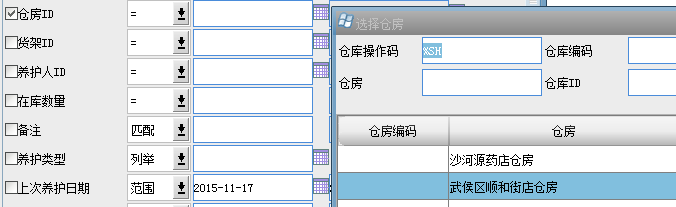 仓房ID =
货架ID =
养护人ID =
在库数量 =
备注 匹配
养护类型 列举
上次养护日期 范围 2015-11-17
选择仓房
仓库操作码 %SH 仓库编码
仓房 仓库ID
仓房编码 仓房
沙河源药店仓房
武侯区顺和街店仓房